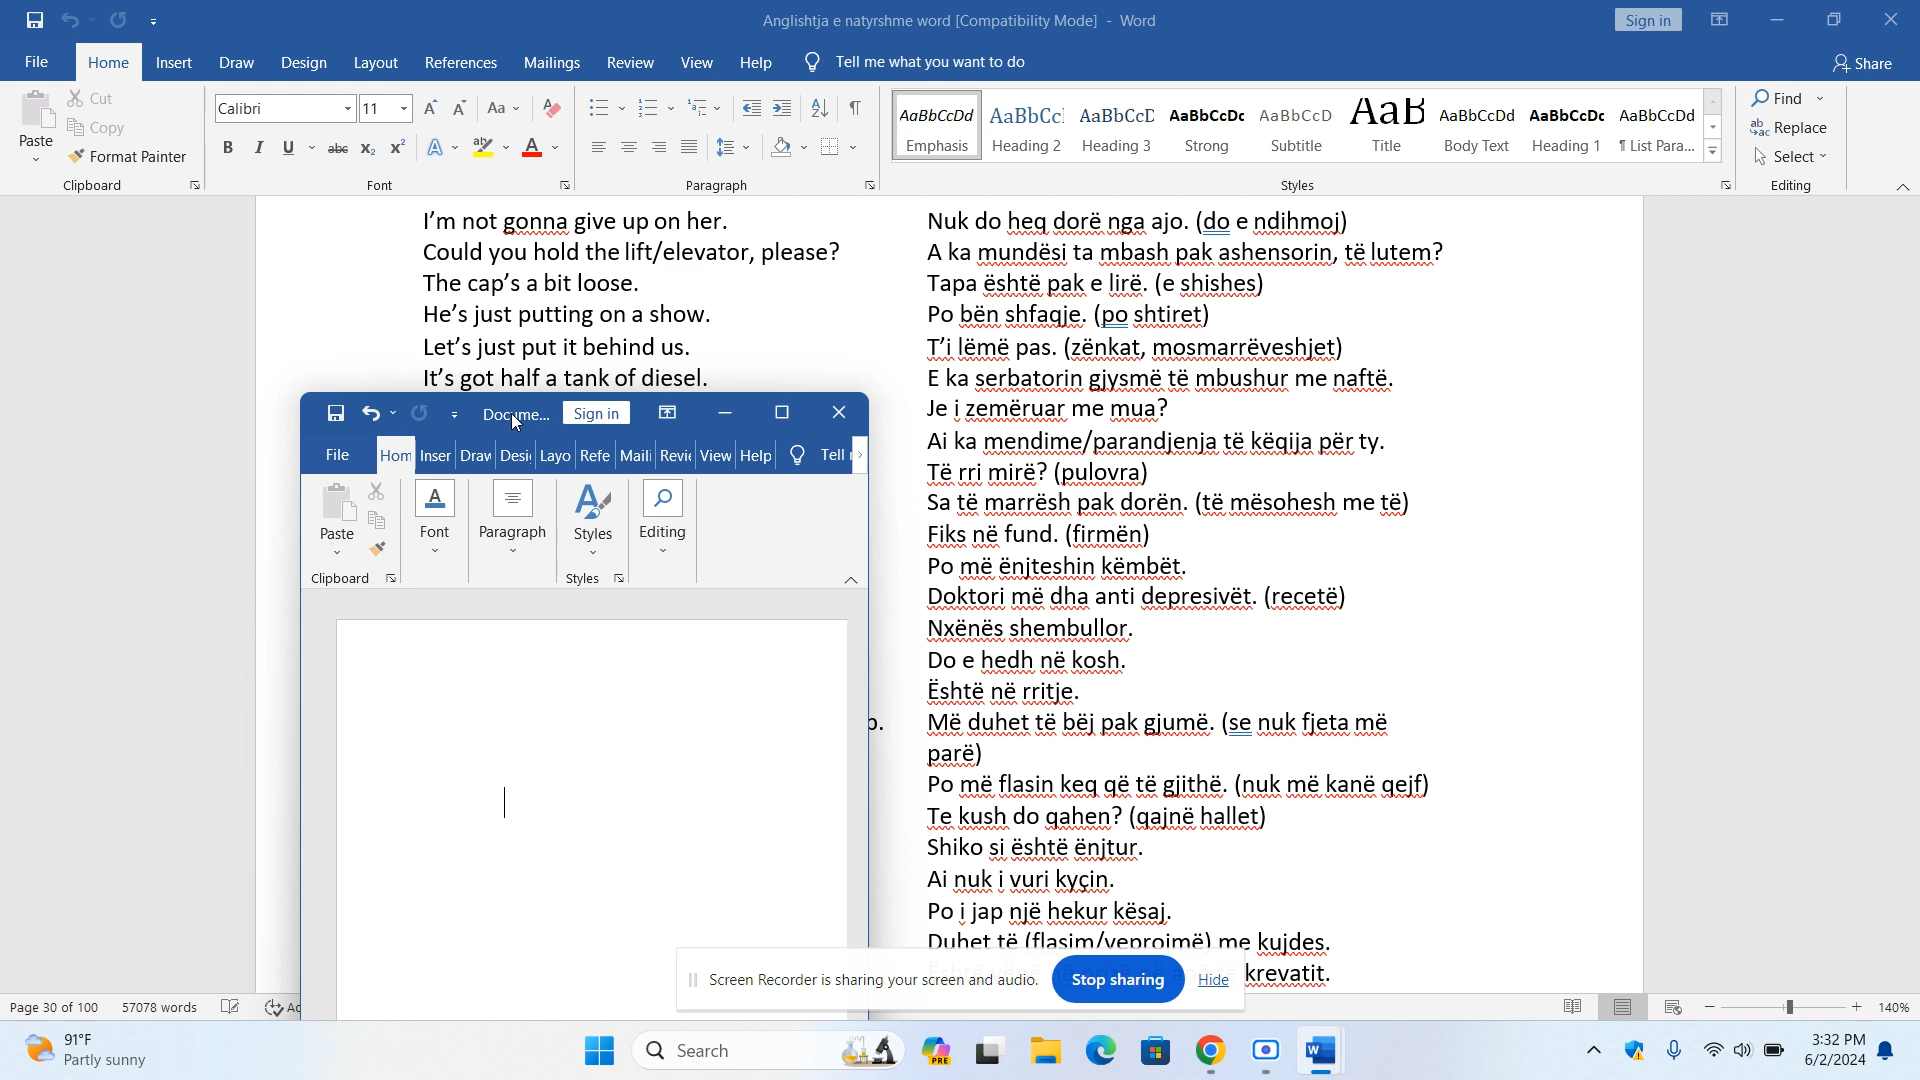 Anglishtja e natyrshme word [Compatibility Mode] - Word
Sign in
File Home Insert Draw Design Layout References Mailings Review View Help Tell me what you want to do Share
Paste Cut
Copy
Format Painter
Calibri 11
Clipboard Font Paragraph Styles Editing
AaBbCcDd AaBbCc AaBbCcD AaBbCcDc AaBbCcD AaB AaBbCcDd AaBbCcDc AaBbCcDd
Emphasis Heading 2 Heading 3 Strong Subtitle Title Body Text Heading 1 ¶ List Para...
Find
Replace
Select
I’m not gonna give up on her.
Could you hold the lift/elevator, please?
The cap’s a bit loose.
He’s just putting on a show.
Let’s just put it behind us.
It’s got half a tank of diesel.
Nuk do heq dorë nga ajo. (do e ndihmoj)
A ka mundësi ta mbash pak ashensorin, të lutem?
Tapa është pak e lirë. (e shishes)
Po bën shfaqje. (po shtiret)
T’i lëmë pas. (zënkat, mosmarrëveshjet)
E ka serbatorin gjysmë të mbushur me naftë.
Je i zemëruar me mua?
Ai ka mendime/parandjenja të këqija për ty.
Të rri mirë? (pulovra)
Sa të marrësh pak dorën. (të mësohesh me të)
Fiks në fund. (firmën)
Po më ënjteshin këmbët.
Doktori më dha anti depresivët. (recetë)
Nxënës shembullor.
Do e hedh në kosh.
Është në rritje.
Më duhet të bëj pak gjumë. (se nuk fjeta më
parë)
Po më flasin keq që të gjithë. (nuk më kanë qejf)
Te kush do qahen? (qajnë hallet)
Shiko si është ënjtur.
Ai nuk i vuri kyçin.
Po i jap një hekur kësaj.
Duhet të (flasim/veprojmë) me kujdes.
krevatit.
Docume... Sign in
File Hom Inser Draw Desi Layo Refe Maili Revie View Help Tell
Paste Font Paragraph Styles Editing
Clipboard Styles
Screen Recorder is sharing your screen and audio. Stop sharing Hide
Page 30 of 100 57078 words 140%
91°F
Partly sunny
Search
PRE
3:32 PM
6/2/2024